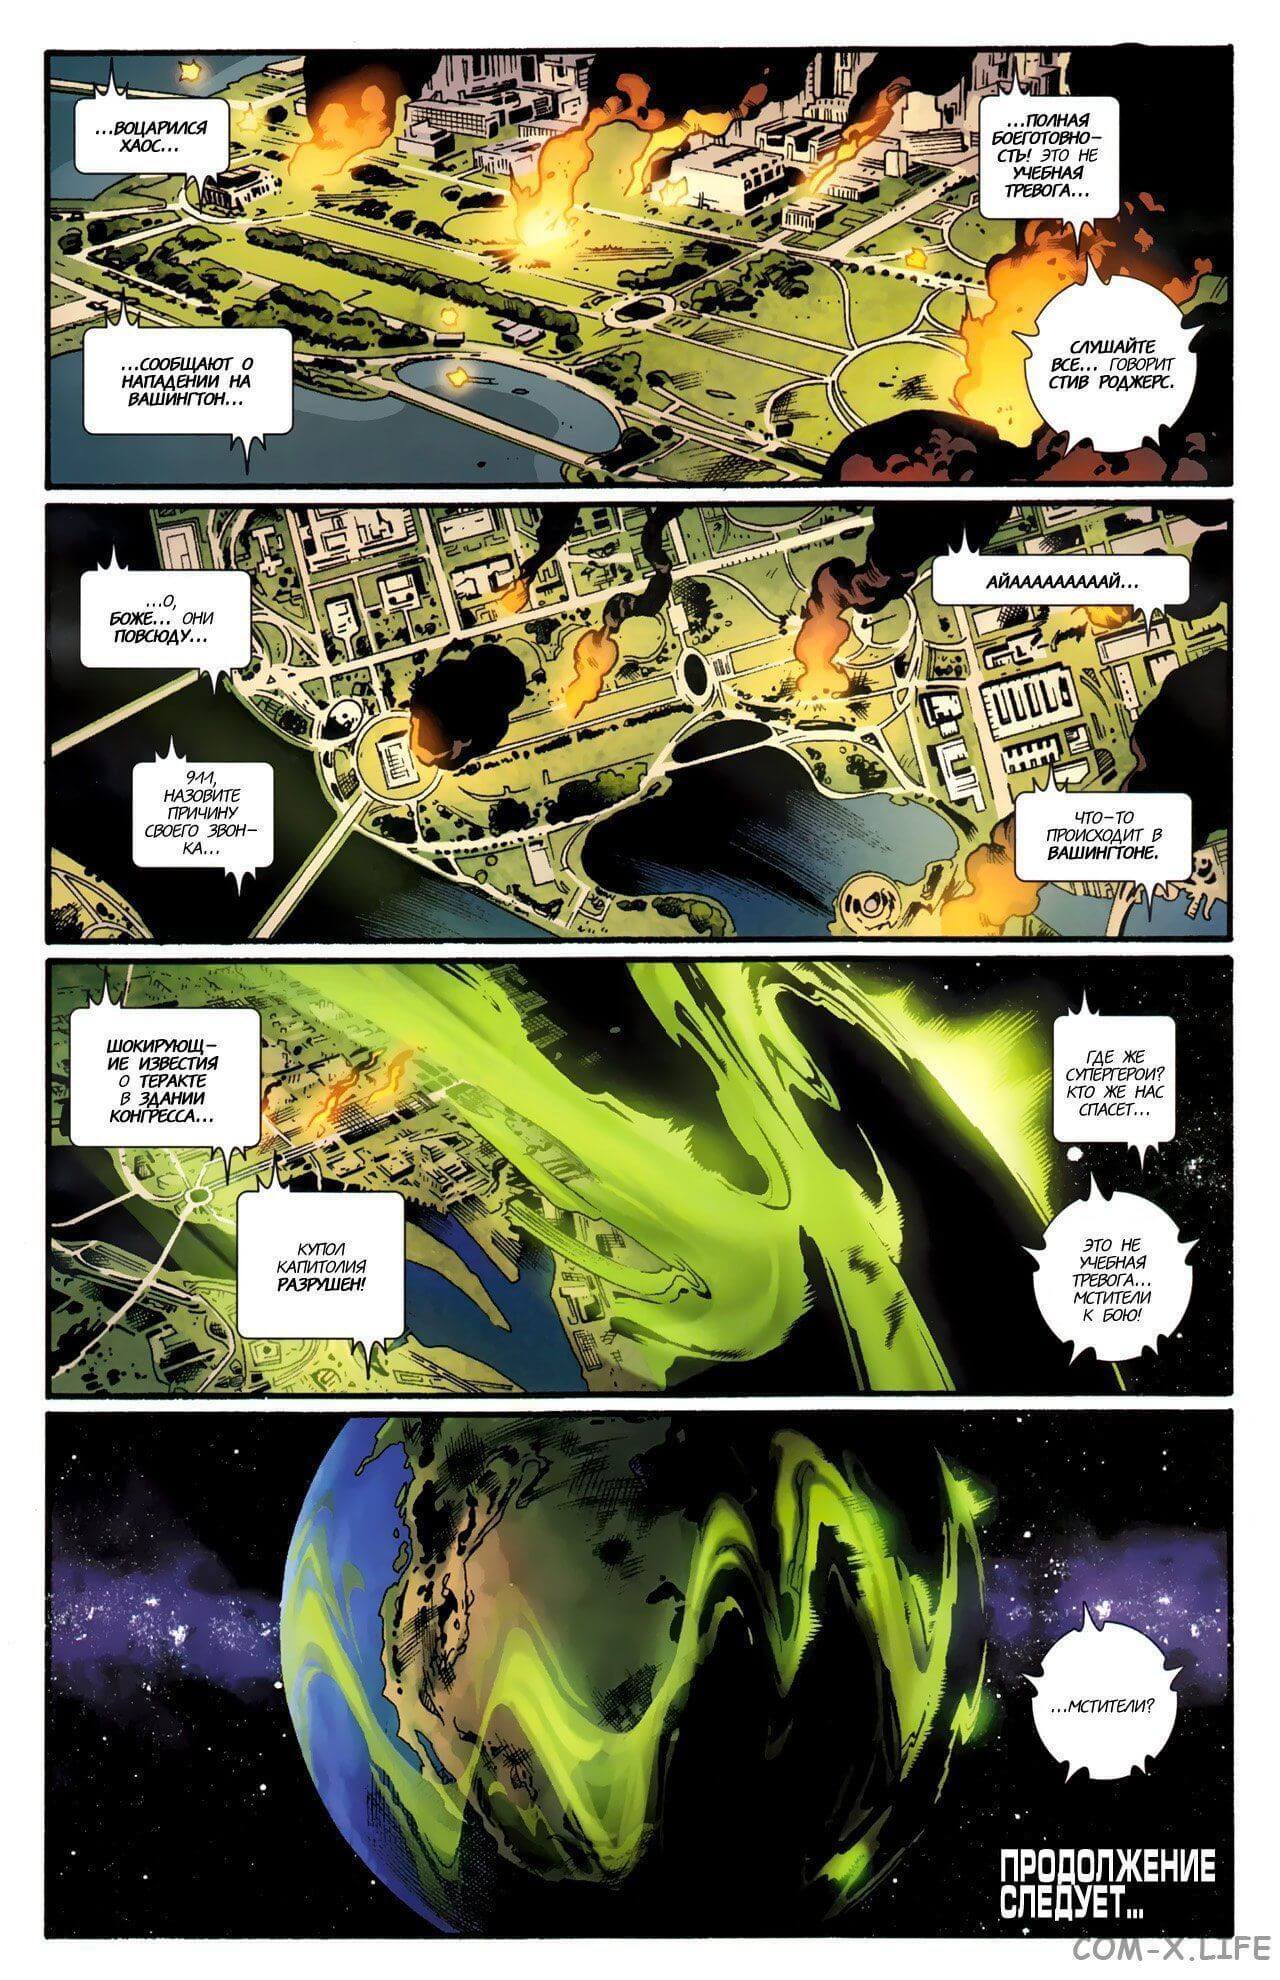 ...ВОЦАРИЛСЯ
ХАОС...
...ПОЛНАЯ
БОЕГОТОВНО-
СТЬ! ЭТО НЕ
УЧЕБНАЯ
ТРЕВОГА...
...СООБЩАЮТ О
НАПАДЕНИИ НА
ВАШИНГТОН...
СЛУШАЙТЕ
ВСЕ... ГОВОРИТ
СТИВ РОДЖЕРС.
...О,
БОЖЕ... ОНИ
ПОВСЮДУ...
АЙАААААААААЙ...
911,
НАЗОВИТЕ
ПРИЧИНУ
СВОЕГО ЗВОН-
КА...
ЧТО-ТО
ПРОИСХОДИТ В
ВАШИНГТОНЕ.
ШОКИРУЮЩ-
ИЕ ИЗВЕСТИЯ
О ТЕРАКТЕ
В ЗДАНИИ
КОНГРЕССА...
ГДЕ ЖЕ
СУПЕРГЕРОИ?
КТО ЖЕ НАС
СПАСЕТ...
КУПОЛ
КАПИТОЛИЯ
РАЗРУШЕН!
ЭТО НЕ
УЧЕБНАЯ
ТРЕВОГА...
МСТИТЕЛИ
К БОЮ!
...МСТИТЕЛИ?
ПРОДОЛЖЕНИЕ
СЛЕДУЕТ...
COM-X.LIFE